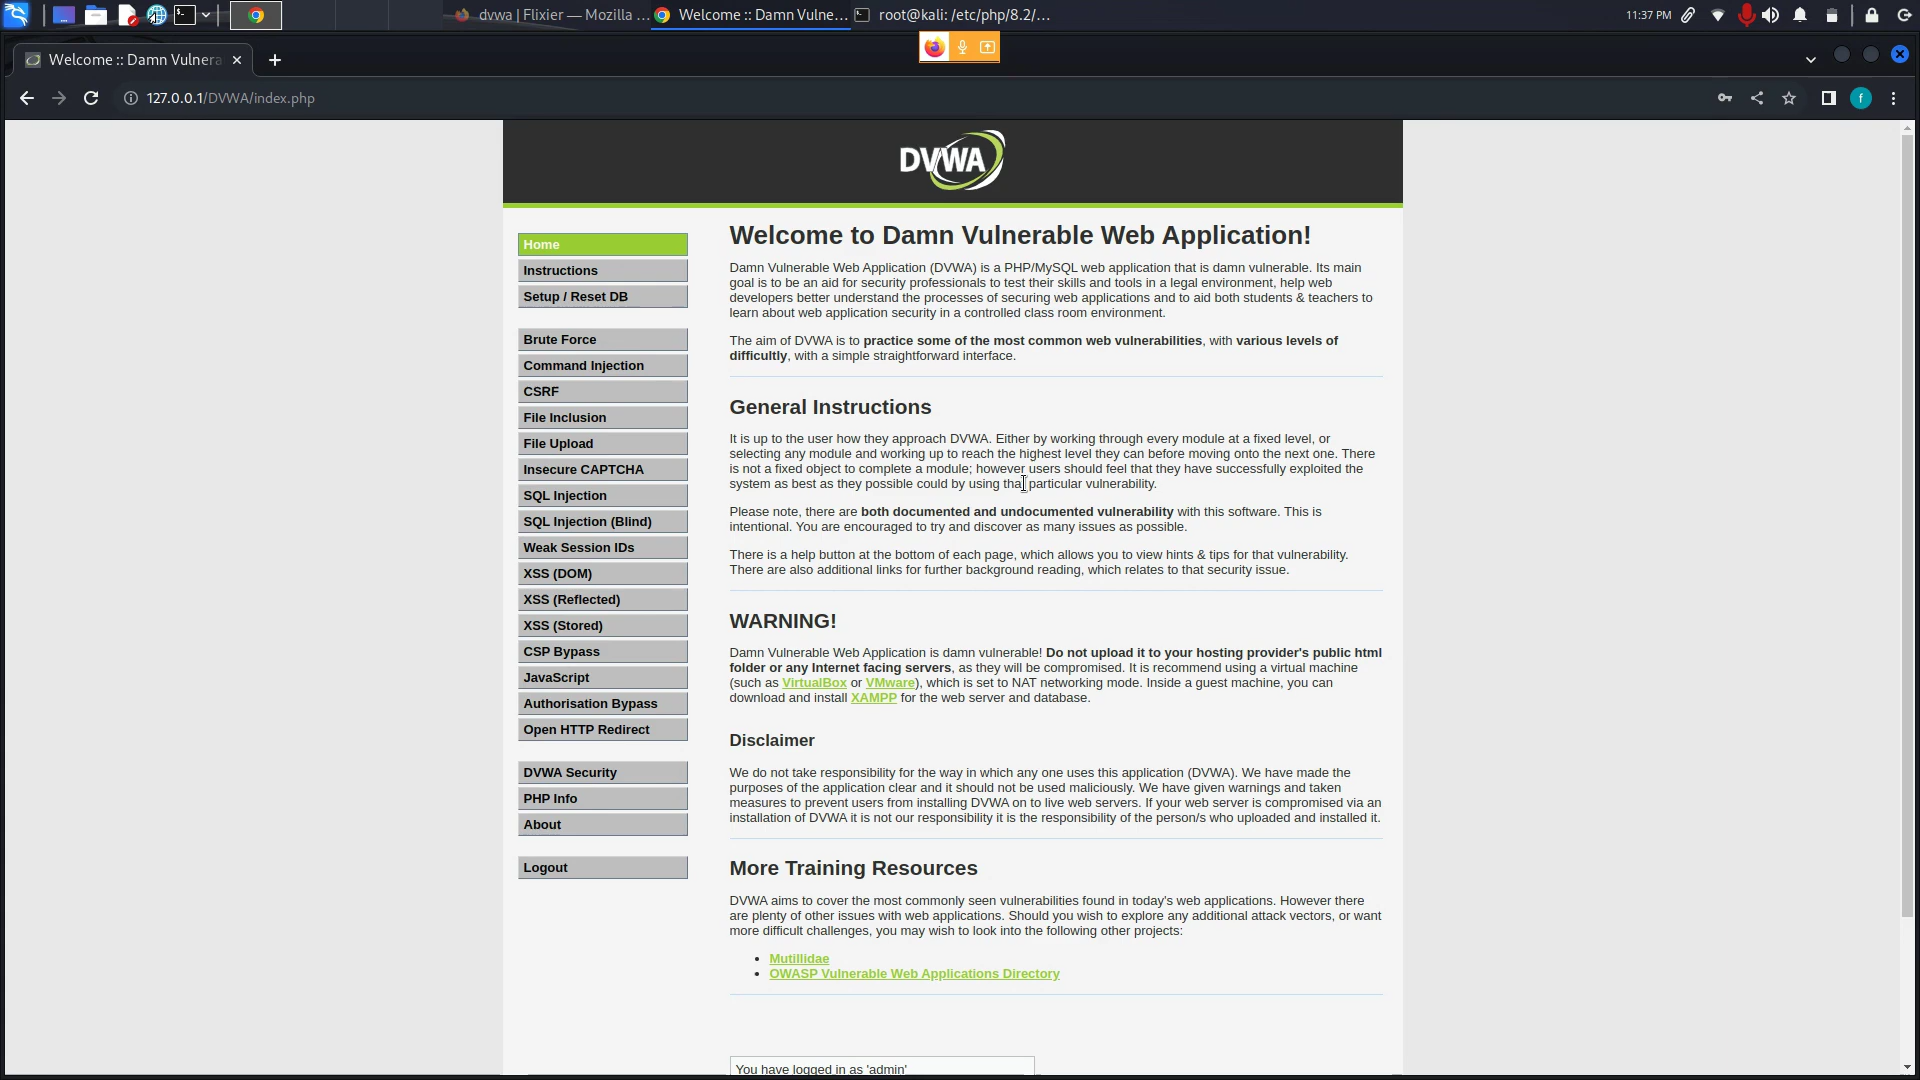 dvwa | Flixier — Mozilla ...
Welcome :: Damn Vulne...
root@kali: /etc/php/8.2/...
11:37 PM
Welcome :: Damn Vulnera
127.0.0.1/DVWA/index.php
f
DVWA
Home
Instructions
Setup / Reset DB
Brute Force
Command Injection
CSRF
File Inclusion
File Upload
Insecure CAPTCHA
SQL Injection
SQL Injection (Blind)
Weak Session IDs
XSS (DOM)
XSS (Reflected)
XSS (Stored)
CSP Bypass
JavaScript
Authorisation Bypass
Open HTTP Redirect
DVWA Security
PHP Info
About
Logout
Welcome to Damn Vulnerable Web Application!
Damn Vulnerable Web Application (DVWA) is a PHP/MySQL web application that is damn vulnerable. Its main
goal is to be an aid for security professionals to test their skills and tools in a legal environment, help web
developers better understand the processes of securing web applications and to aid both students & teachers to
learn about web application security in a controlled class room environment.
The aim of DVWA is to practice some of the most common web vulnerabilities, with various levels of
difficultly, with a simple straightforward interface.
General Instructions
It is up to the user how they approach DVWA. Either by working through every module at a fixed level, or
selecting any module and working up to reach the highest level they can before moving onto the next one. There
is not a fixed object to complete a module; however users should feel that they have successfully exploited the
system as best as they possible could by using that particular vulnerability.
Please note, there are both documented and undocumented vulnerability with this software. This is
intentional. You are encouraged to try and discover as many issues as possible.
There is a help button at the bottom of each page, which allows you to view hints & tips for that vulnerability.
There are also additional links for further background reading, which relates to that security issue.
WARNING!
Damn Vulnerable Web Application is damn vulnerable! Do not upload it to your hosting provider's public html
folder or any Internet facing servers, as they will be compromised. It is recommend using a virtual machine
(such as VirtualBox or VMware), which is set to NAT networking mode. Inside a guest machine, you can
download and install XAMPP for the web server and database.
Disclaimer
We do not take responsibility for the way in which any one uses this application (DVWA). We have made the
purposes of the application clear and it should not be used maliciously. We have given warnings and taken
measures to prevent users from installing DVWA on to live web servers. If your web server is compromised via an
installation of DVWA it is not our responsibility it is the responsibility of the person/s who uploaded and installed it.
More Training Resources
DVWA aims to cover the most commonly seen vulnerabilities found in today's web applications. However there
are plenty of other issues with web applications. Should you wish to explore any additional attack vectors, or want
more difficult challenges, you may wish to look into the following other projects:
• Mutillidae
• OWASP Vulnerable Web Applications Directory
You have logged in as 'admin'